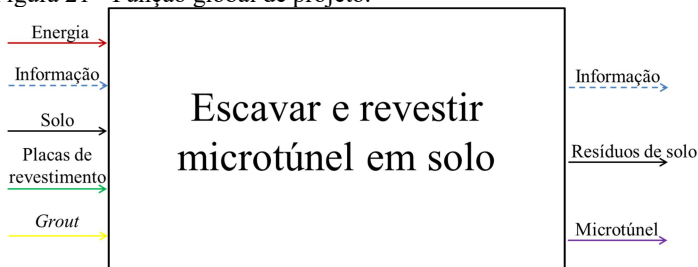 Figura 21 - Função global de projeto.
Energia
Informação
Solo
Placas de
revestimento
Grout
Escavar e revestir
microtúnel em solo
Informação
Resíduos de solo
Microtúnel